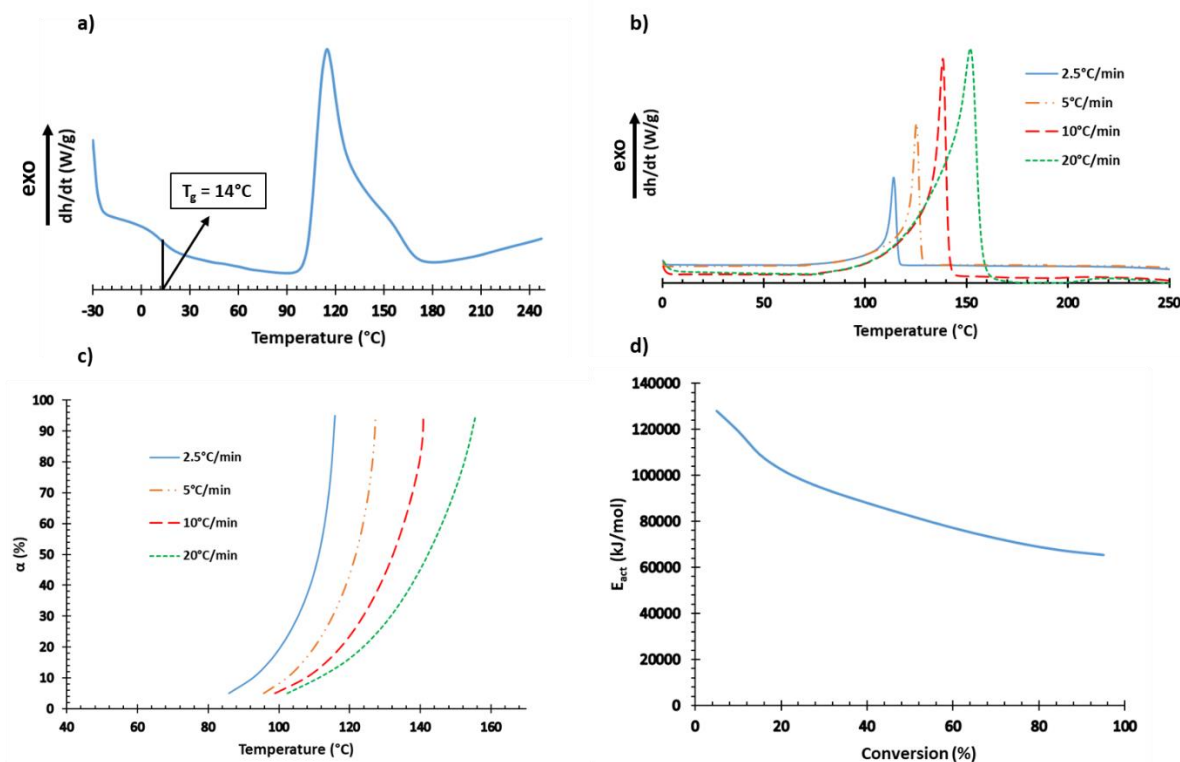 a)
exo
dh/dt (W/g)
Tg = 14°C
-30 0 30 60 90 120 150 180 210 240
Temperature (°C)
b)
exo
dh/dt (W/g)
2.5°C/min
5°C/min
10°C/min
20°C/min
0 50 100 150 200 250
Temperature (°C)
c)
α (%)
100
90
80
70
60
50
40
30
20
10
0
2.5°C/min
5°C/min
10°C/min
20°C/min
40 60 80 100 120 140 160
Temperature (°C)
d)
Eact (kJ/mol)
140000
120000
100000
80000
60000
40000
20000
0
0 20 40 60 80 100
Conversion (%)